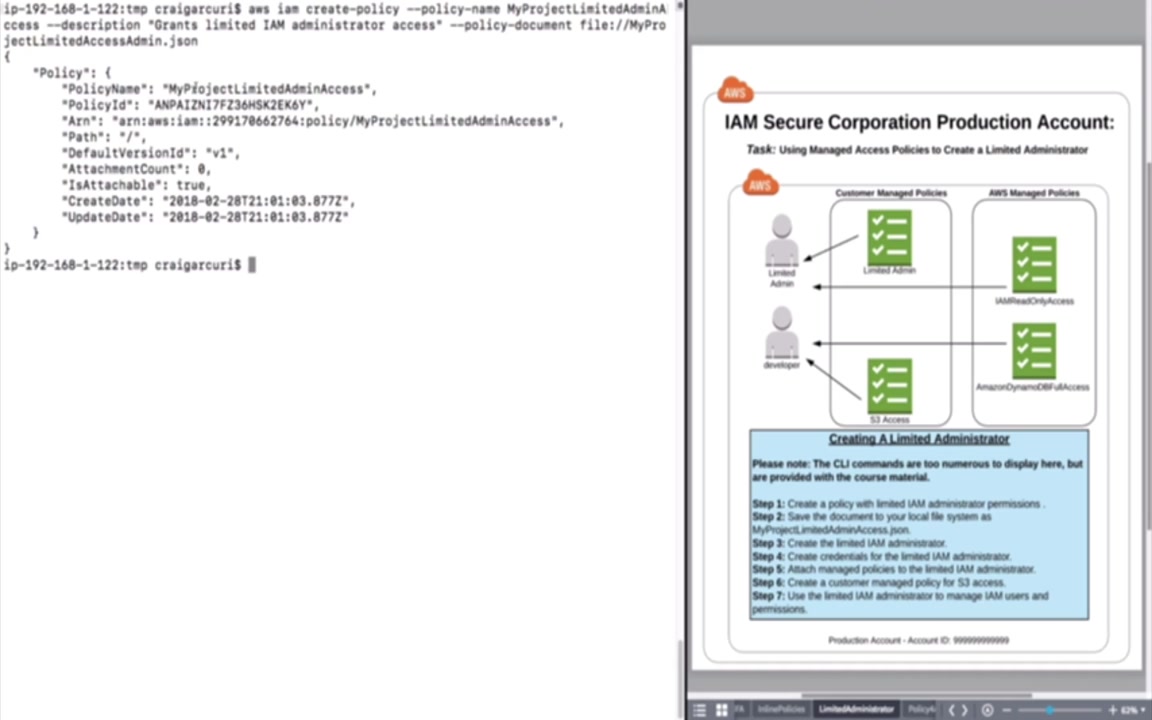 ip-192-168-1-122:tmp craigarcuri$ aws iam create-policy --policy-name MyProjectLimitedAdminA
ccess --description "Grants limited IAM administrator access" --policy-document file://MyPro
jectLimitedAccessAdmin.json
{
"Policy": {
"PolicyName": "MyProjectLimitedAdminAccess",
"PolicyId": "ANPAIZNI7FZ36HSK2EK6Y",
"Arn": "arn:aws:iam::299170662764:policy/MyProjectLimitedAdminAccess",
"Path": "/",
"DefaultVersionId": "v1",
"AttachmentCount": 0,
"IsAttachable": true,
"CreateDate": "2018-02-28T21:01:03.877Z",
"UpdateDate": "2018-02-28T21:01:03.877Z"
}
}
ip-192-168-1-122:tmp craigarcuri$
AWS
IAM Secure Corporation Production Account:
Task: Using Managed Access Policies to Create a Limited Administrator
AWS
Customer Managed Policies
AWS Managed Policies
Limited
Admin
Limited Admin
IAMReadOnlyAccess
developer
AmazonDynamoDBFullAccess
S3 Access
Creating A Limited Administrator
Please note: The CLI commands are too numerous to display here, but
are provided with the course material.
Step 1: Create a policy with limited IAM administrator permissions .
Step 2: Save the document to your local file system as
MyProjectLimitedAdminAccess.json.
Step 3: Create the limited IAM administrator.
Step 4: Create credentials for the limited IAM administrator.
Step 5: Attach managed policies to the limited IAM administrator.
Step 6: Create a customer managed policy for S3 access.
Step 7: Use the limited IAM administrator to manage IAM users and
permissions.
Production Account - Account ID: 999999999999
InlinePolicies
LimitedAdministrator
82%